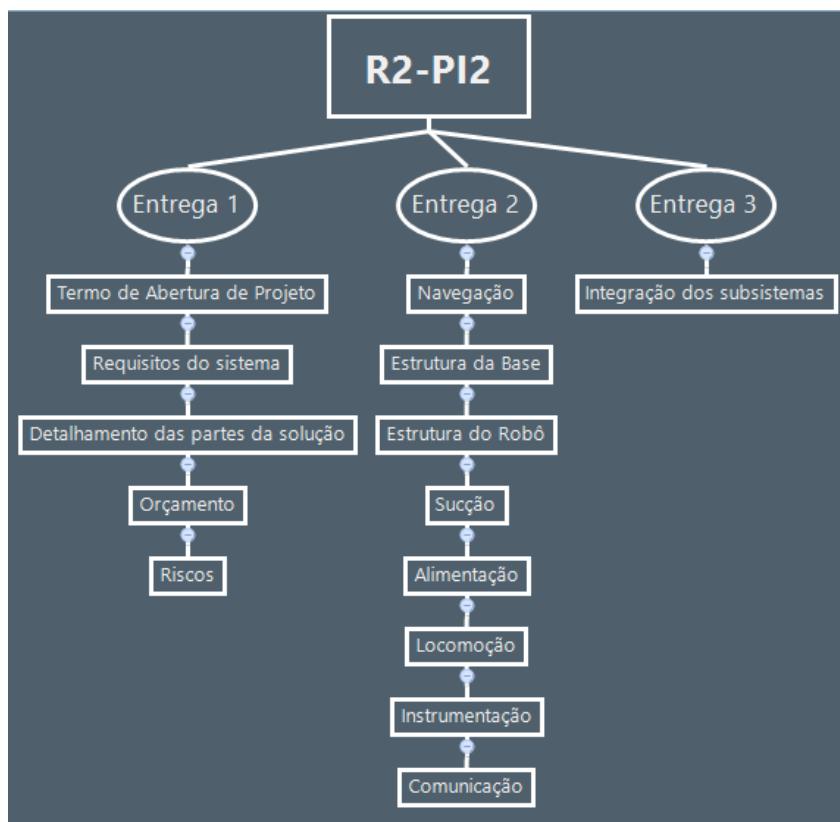 R2-PI2
Entrega 1
Termo de Abertura de Projeto
Requisitos do sistema
Detalhamento das partes da solução
Orçamento
Riscos
Entrega 2
Navegação
Estrutura da Base
Estrutura do Robô
Sucção
Alimentação
Locomoção
Instrumentação
Comunicação
Entrega 3
Integração dos subsistemas